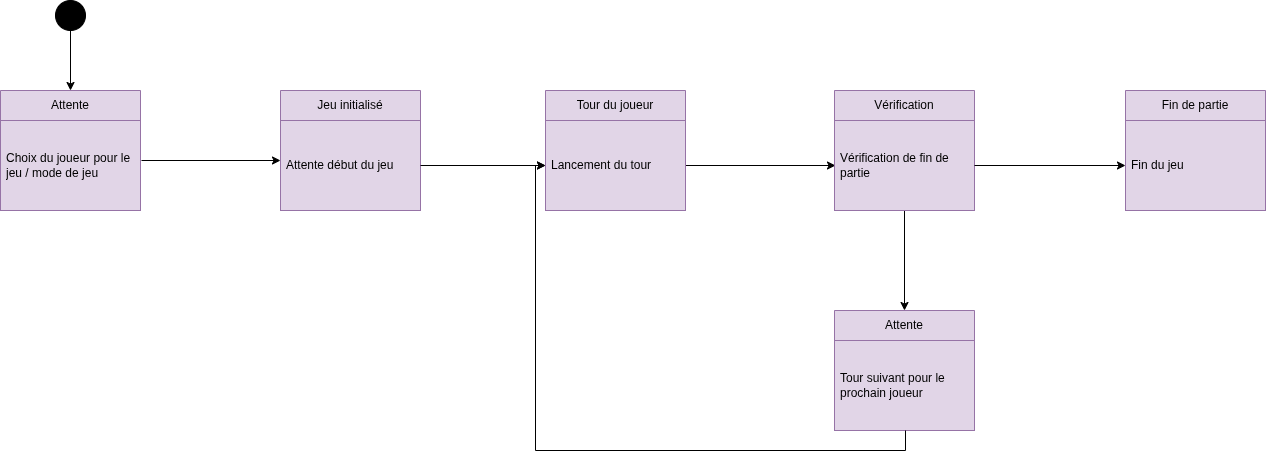 Attente
Choix du joueur pour le
jeu / mode de jeu
Jeu initialisé
Attente début du jeu
Tour du joueur
Lancement du tour
Vérification
Vérification de fin de
partie
Fin de partie
Fin du jeu
Attente
Tour suivant pour le
prochain joueur